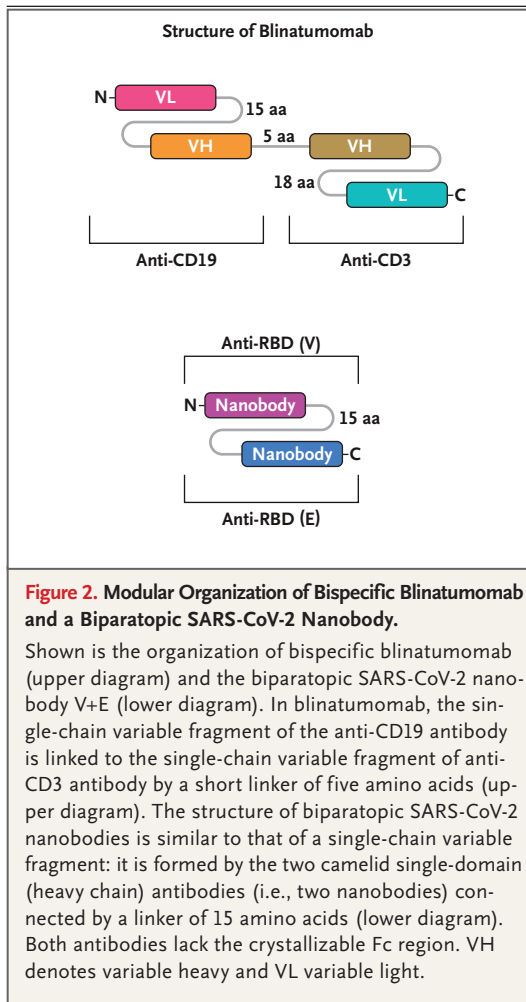 Structure of Blinatumomab
N
VL
15 aa
VH
5 aa
VH
18 aa
VL
C
Anti-CD19
Anti-CD3
Anti-RBD (V)
N
Nanobody
15 aa
Nanobody
C
Anti-RBD (E)
Figure 2. Modular Organization of Bispecific Blinatumomab
and a Biparatopic SARS-CoV-2 Nanobody.
Shown is the organization of bispecific blinatumomab
(upper diagram) and the biparatopic SARS-CoV-2 nano-
body V+E (lower diagram). In blinatumomab, the sin-
gle-chain variable fragment of the anti-CD19 antibody
is linked to the single-chain variable fragment of anti-
CD3 antibody by a short linker of five amino acids (up-
per diagram). The structure of biparatopic SARS-CoV-2
nanobodies is similar to that of a single-chain variable
fragment: it is formed by the two camelid single-domain
(heavy chain) antibodies (i.e., two nanobodies) con-
nected by a linker of 15 amino acids (lower diagram).
Both antibodies lack the crystallizable Fc region. VH
denotes variable heavy and VL variable light.